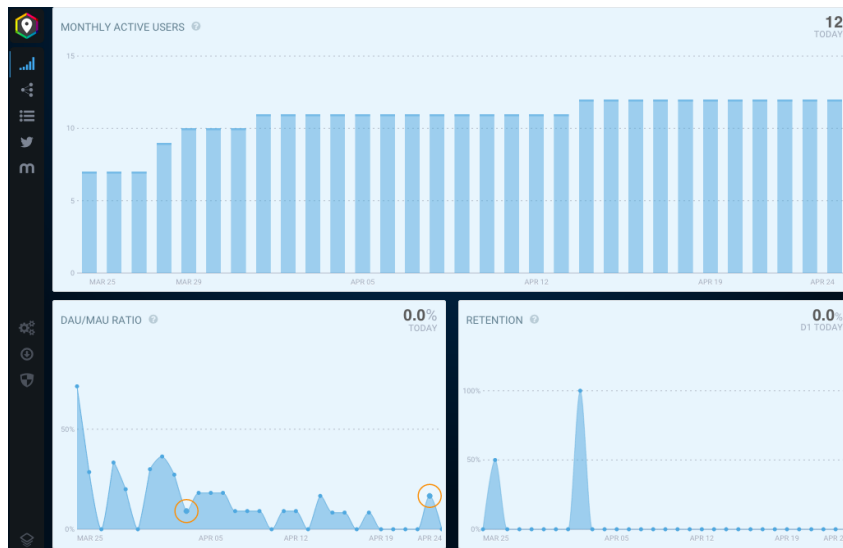 MONTHLY ACTIVE USERS ?
12
TODAY
15
10
5
0
MAR 25 MAR 29 APR 05 APR 12 APR 19 APR 24
DAU/MAU RATIO ?
0.0%
TODAY
50%
0%
MAR 25 APR 05 APR 12 APR 19 APR 24
RETENTION ?
0.0%
D1 TODAY
100%
50%
0%
MAR 25 APR 05 APR 12 APR 19 APR 2
m